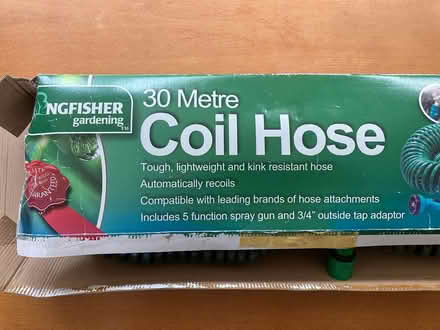 NGFISHER
gardening™
30 Metre
Coil Hose
Tough, lightweight and kink resistant hose
Automatically recoils
Compatible with leading brands of hose attachments
Includes 5 function spray gun and 3/4" outside tap adaptor